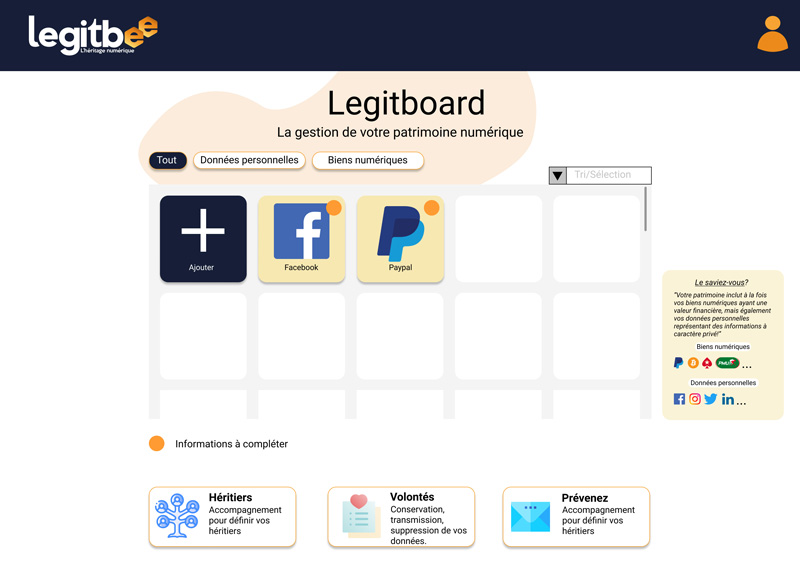 legitbee
L'héritage numérique
Legitboard
La gestion de votre patrimoine numérique
Tout
Données personnelles
Biens numériques
Tri/Sélection
Ajouter
Facebook
Paypal
Le saviez-vous?
"Votre patrimoine inclut à la fois
vos biens numériques ayant une
valeur financière, mais également
vos données personnelles
représentant des informations à
caractère privé!"
Biens numériques
...
Données personnelles
...
Informations à compléter
Héritiers
Accompagnement
pour définir vos
héritiers
Volontés
Conservation,
transmission,
suppression de vos
données.
Prévenez
Accompagnement
pour définir vos
héritiers